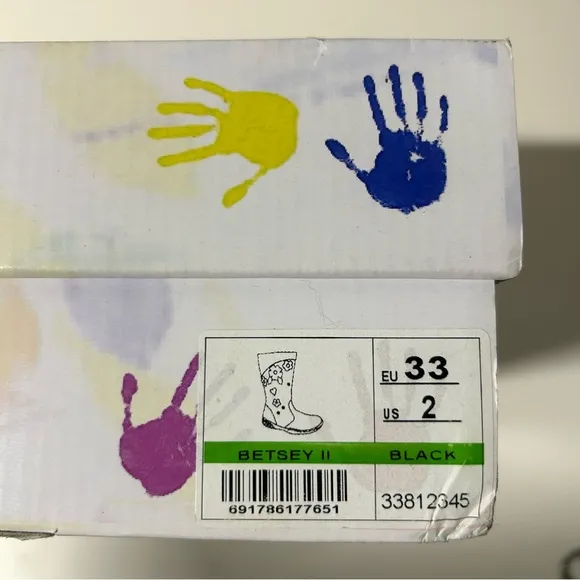 EU 33
US 2
BETSEY II BLACK
691786177651 33812345